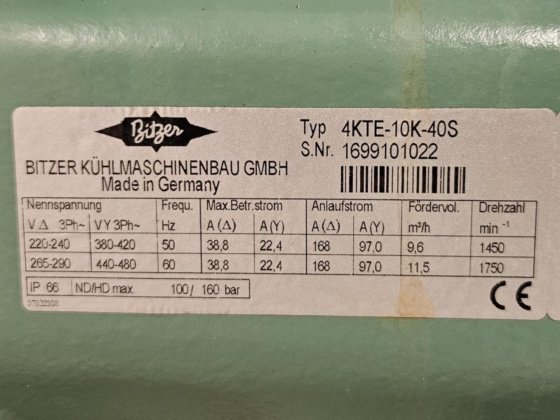 Bitzer
Typ 4KTE-10K-40S
S.Nr. 1699101022
BITZER KÜHLMASCHINENBAU GMBH
Made in Germany
Nennspannung Frequ. Max.Betr.strom Anlaufstrom Fördervol. Drehzahl
V Δ 3Ph~ VY 3Ph~ Hz A (Δ) A (Y) A (Δ) A (Y) m³/h min ⁻¹
220-240 380-420 50 38,8 22,4 168 97,0 9,6 1450
265-290 440-480 60 38,8 22,4 168 97,0 11,5 1750
IP 66 ND/HD max. 100 / 160 bar
CE